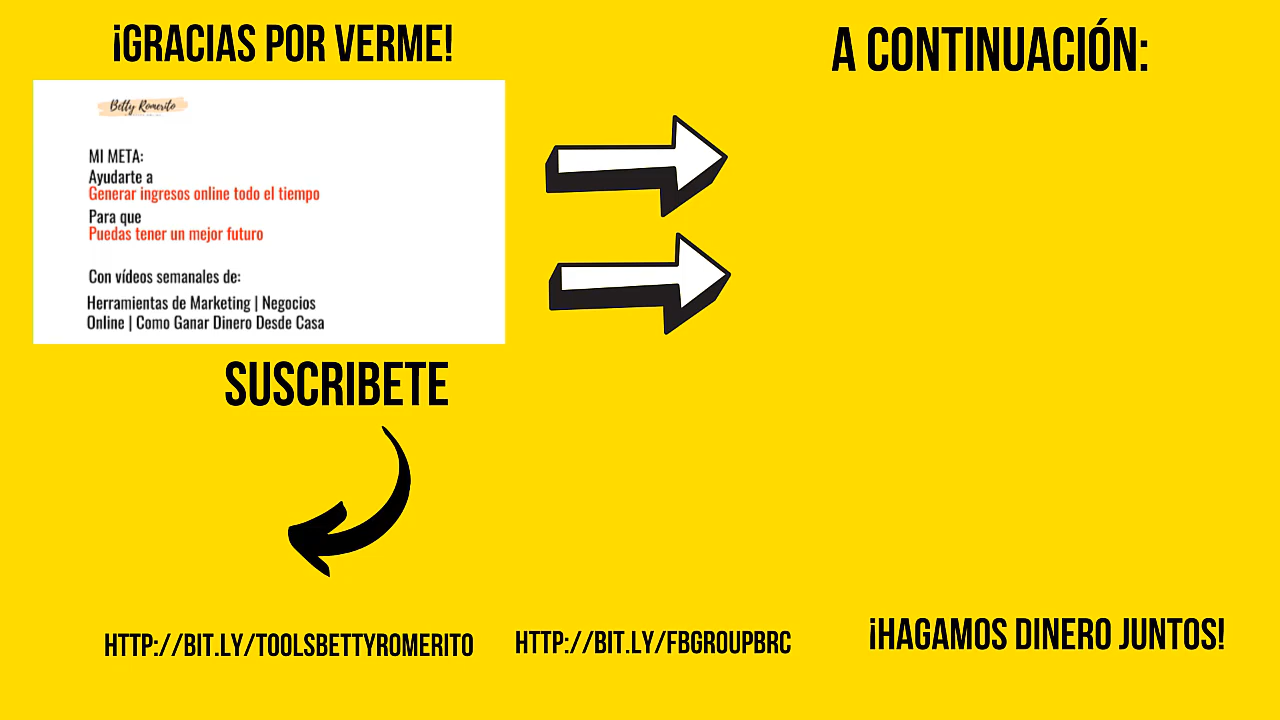 ¡GRACIAS POR VERME!
A CONTINUACIÓN:
Betty Romerito
MI META:
Ayudarte a
Generar ingresos online todo el tiempo
Para que
Puedas tener un mejor futuro
Con vídeos semanales de:
Herramientas de Marketing | Negocios
Online | Como Ganar Dinero Desde Casa
SUSCRIBETE
HTTP://BIT.LY/TOOLSBETTYROMERITO
HTTP://BIT.LY/FBGROUPBRC
¡HAGAMOS DINERO JUNTOS!